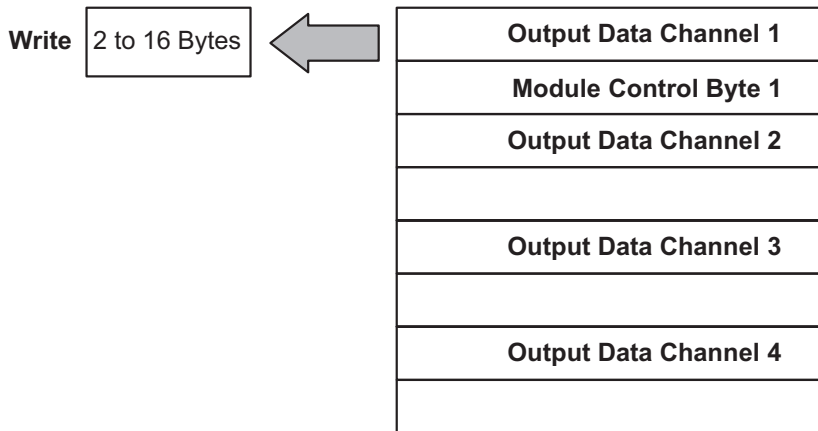 Write 2 to 16 Bytes
Output Data Channel 1
Module Control Byte 1
Output Data Channel 2
Output Data Channel 3
Output Data Channel 4